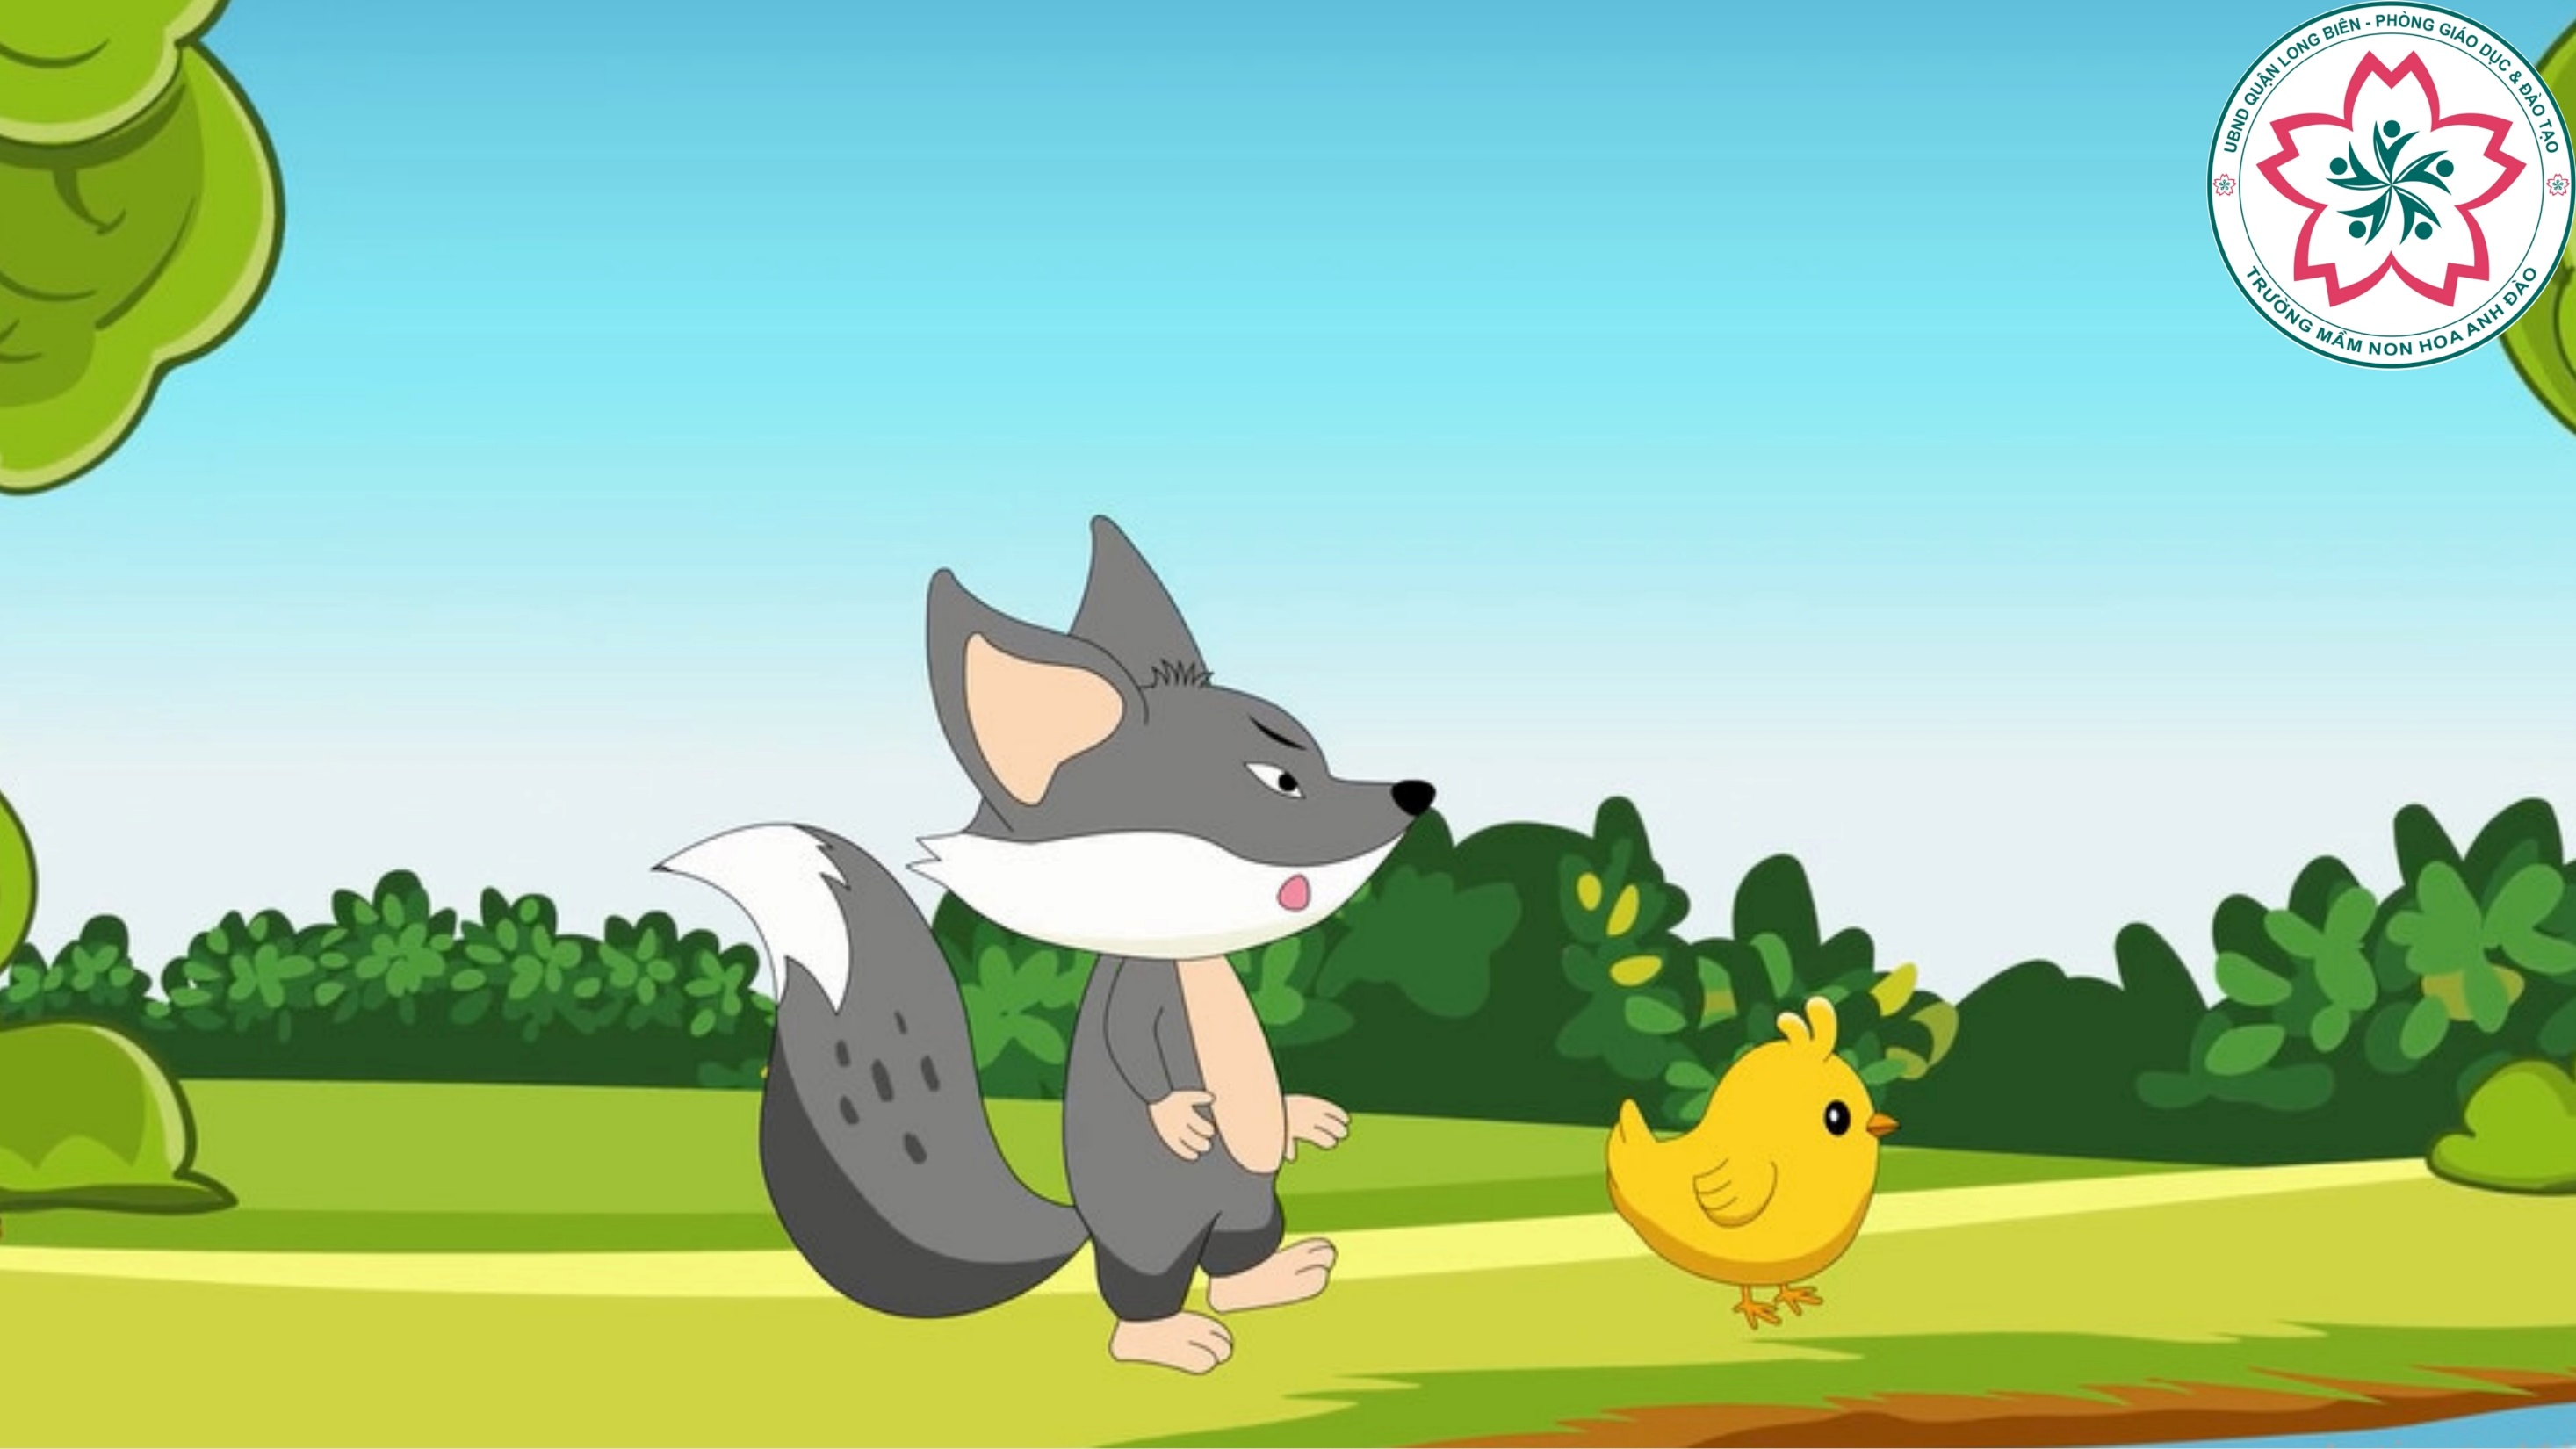 UBND QUẬN LONG BIÊN - PHÒNG GIÁO DỤC & ĐÀO TẠO
TRƯỜNG MẦM NON HOA ANH ĐÀO